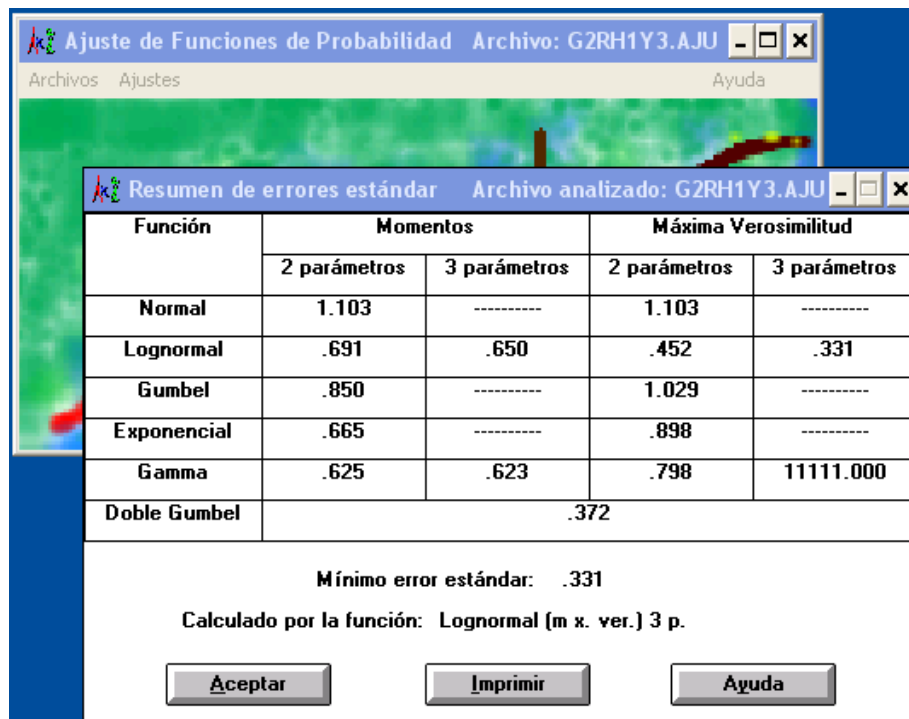 Ajuste de Funciones de Probabilidad Archivo: G2RH1Y3.AJU
Archivos Ajustes Ayuda
Resumen de errores estándar Archivo analizado: G2RH1Y3.AJU
Función Momentos Máxima Verosimilitud
2 parámetros 3 parámetros 2 parámetros 3 parámetros
Normal 1.103 ---------- 1.103 ----------
Lognormal .691 .650 .452 .331
Gumbel .850 ---------- 1.029 ----------
Exponencial .665 ---------- .898 ----------
Gamma .625 .623 .798 11111.000
Doble Gumbel .372
Mínimo error estándar: .331
Calculado por la función: Lognormal (m x. ver.) 3 p.
Aceptar Imprimir Ayuda